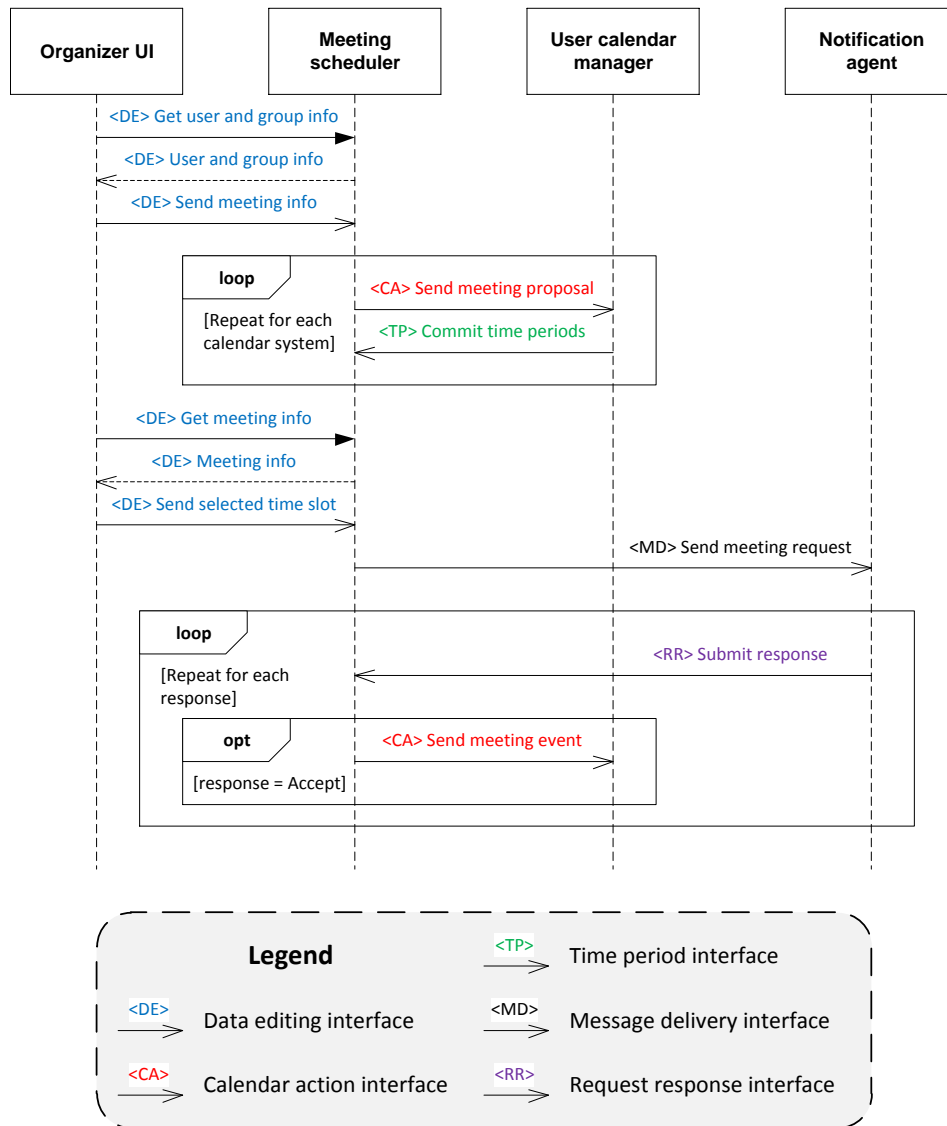 Organizer UI
Meeting
scheduler
User calendar
manager
Notification
agent
<DE> Get user and group info
<DE> User and group info
<DE> Send meeting info
loop
[Repeat for each
calendar system]
<CA> Send meeting proposal
<TP> Commit time periods
<DE> Get meeting info
<DE> Meeting info
<DE> Send selected time slot
<MD> Send meeting request
loop
[Repeat for each
response]
<RR> Submit response
opt
[response = Accept]
<CA> Send meeting event
Legend
<DE>
Data editing interface
<CA>
Calendar action interface
<TP>
Time period interface
<MD>
Message delivery interface
<RR>
Request response interface